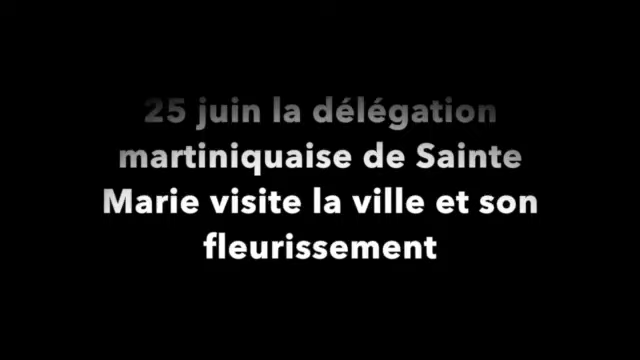 25 juin la délégation
martiniquaise de Sainte
Marie visite la ville et son
fleurissement